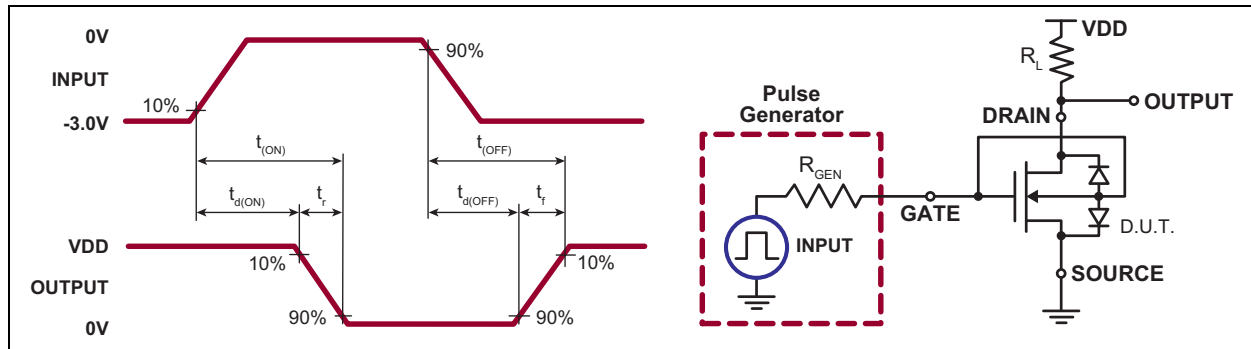 0V
INPUT
-3.0V
10%
90%
t(ON)
t(OFF)
td(ON)
tr
td(OFF)
tf
VDD
OUTPUT
0V
10%
90%
90%
10%
Pulse
Generator
RGEN
INPUT
GATE
VDD
RL
OUTPUT
DRAIN
D.U.T.
SOURCE